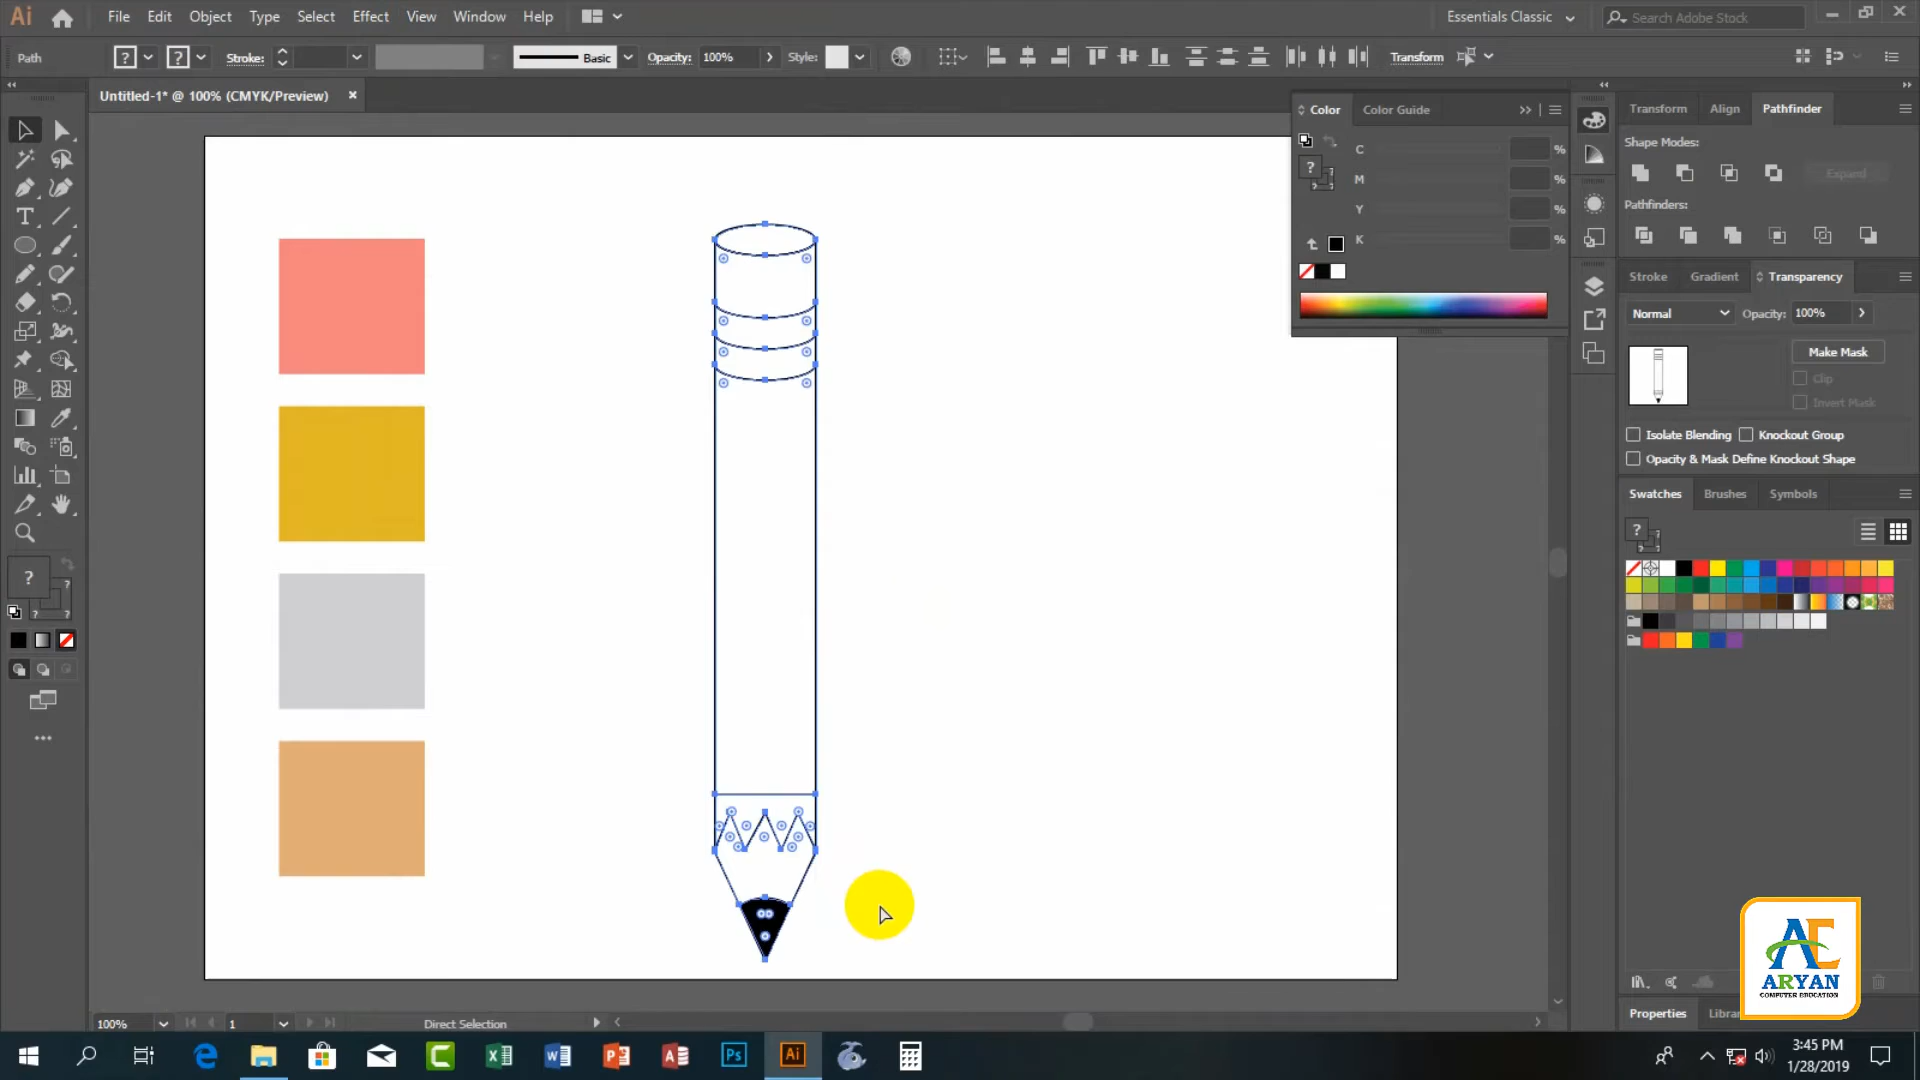 Ai File Edit Object Type Select Effect View Window Help Essentials Classic Search Adobe Stock
Path ? ? Stroke: Basic Opacity: 100% Style: Transform
Untitled-1* @ 100% (CMYK/Preview) ×
Color Color Guide
C %
? M %
Y %
K %
Transform Align Pathfinder
Shape Modes:
Expand
Pathfinders:
Stroke Gradient Transparency
Normal Opacity: 100%
Make Mask
Clip
Invert Mask
Isolate Blending Knockout Group
Opacity & Mask Define Knockout Shape
Swatches Brushes Symbols
?
? ?
? ?
AE
ARYAN
COMPUTER EDUCATION
Properties
100% 1 Direct Selection
Ps Ai
3:45 PM
1/28/2019